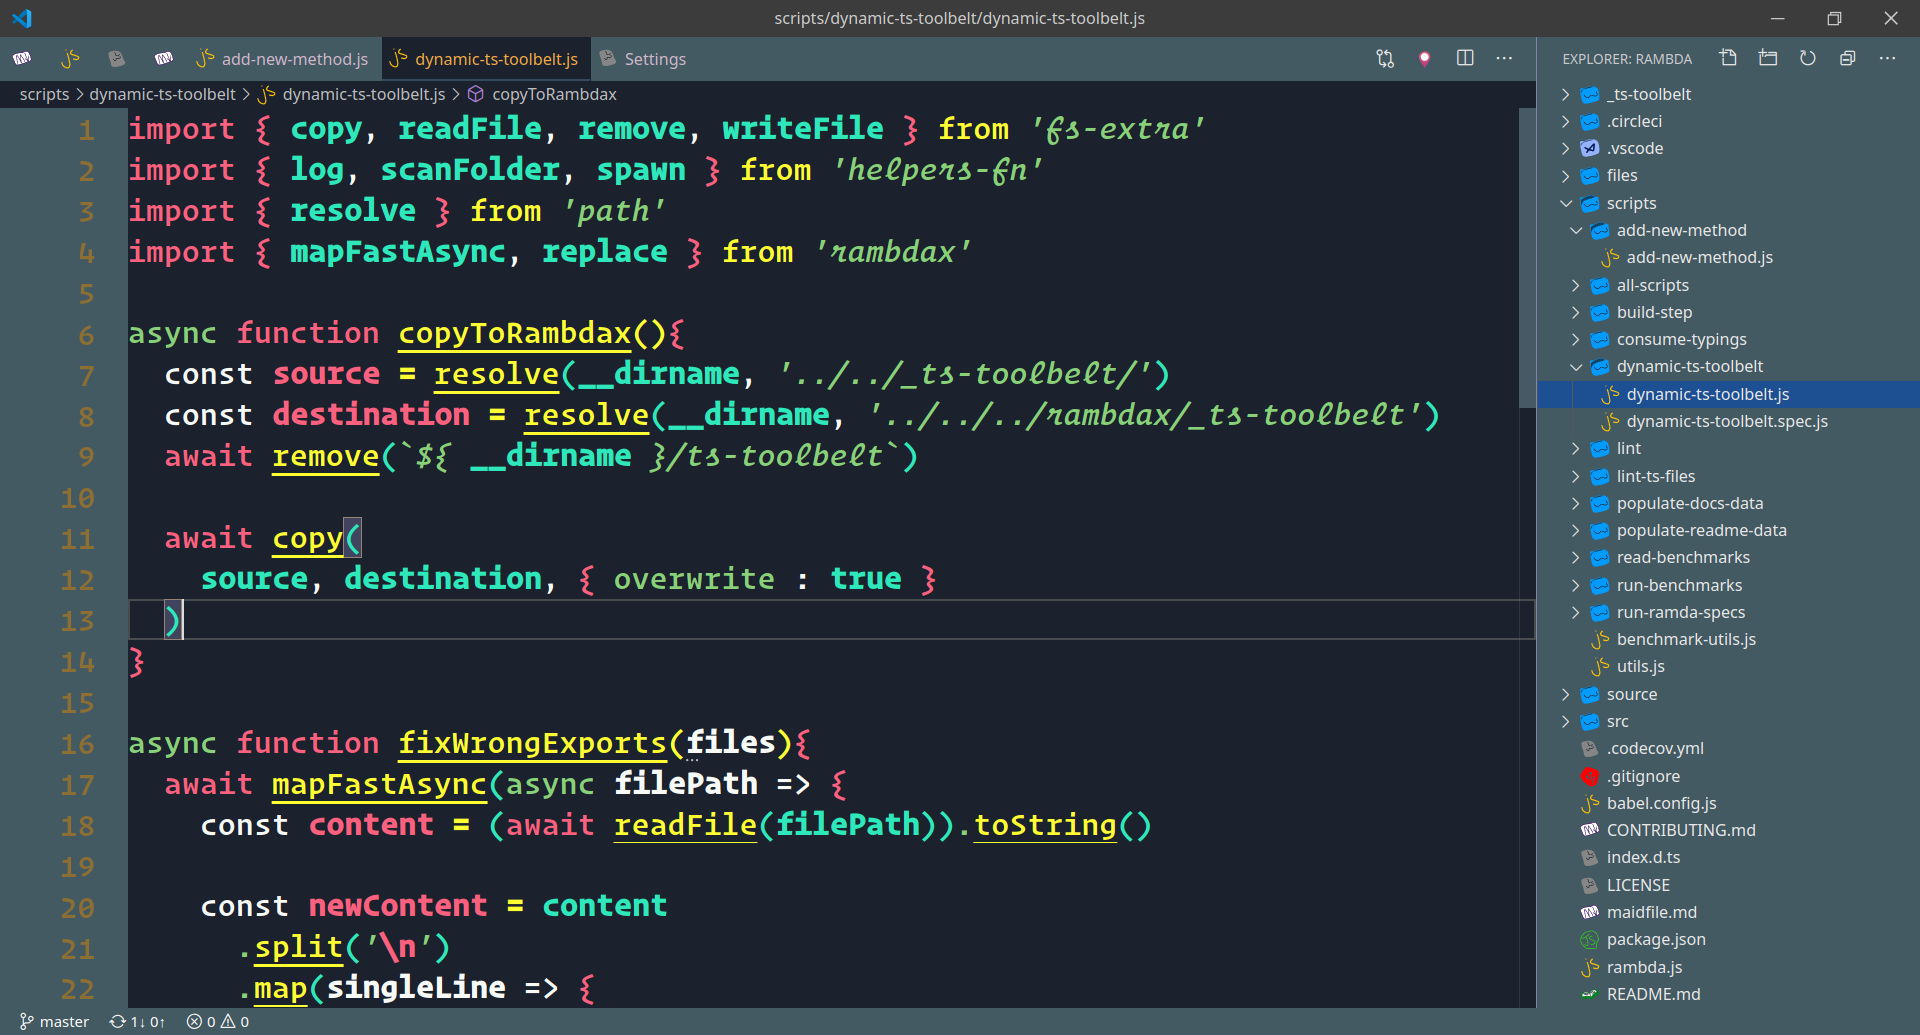 scripts/dynamic-ts-toolbelt/dynamic-ts-toolbelt.js
add-new-method.js
dynamic-ts-toolbelt.js
Settings
scripts > dynamic-ts-toolbelt > dynamic-ts-toolbelt.js > copyToRambdax
1 import { copy, readFile, remove, writeFile } from 'fs-extra'
2 import { log, scanFolder, spawn } from 'helpers-fn'
3 import { resolve } from 'path'
4 import { mapFastAsync, replace } from 'rambdax'
5
6 async function copyToRambdax(){
7   const source = resolve(__dirname, '../../_ts-toolbelt/')
8   const destination = resolve(__dirname, '../../../rambdax/_ts-toolbelt')
9   await remove(`${ __dirname }/ts-toolbelt`)
10
11   await copy(
12     source, destination, { overwrite : true }
13   )
14 }
15
16 async function fixWrongExports(files){
17   await mapFastAsync(async filePath => {
18     const content = (await readFile(filePath)).toString()
19
20     const newContent = content
21       .split('\n')
22       .map(singleLine => {
EXPLORER: RAMBDA
_ts-toolbelt
.circleci
.vscode
files
scripts
add-new-method
add-new-method.js
all-scripts
build-step
consume-typings
dynamic-ts-toolbelt
dynamic-ts-toolbelt.js
dynamic-ts-toolbelt.spec.js
lint
lint-ts-files
populate-docs-data
populate-readme-data
read-benchmarks
run-benchmarks
run-ramda-specs
benchmark-utils.js
utils.js
source
src
.codecov.yml
.gitignore
babel.config.js
CONTRIBUTING.md
index.d.ts
LICENSE
maidfile.md
package.json
rambda.js
README.md
master 1↓ 0↑ 0 0